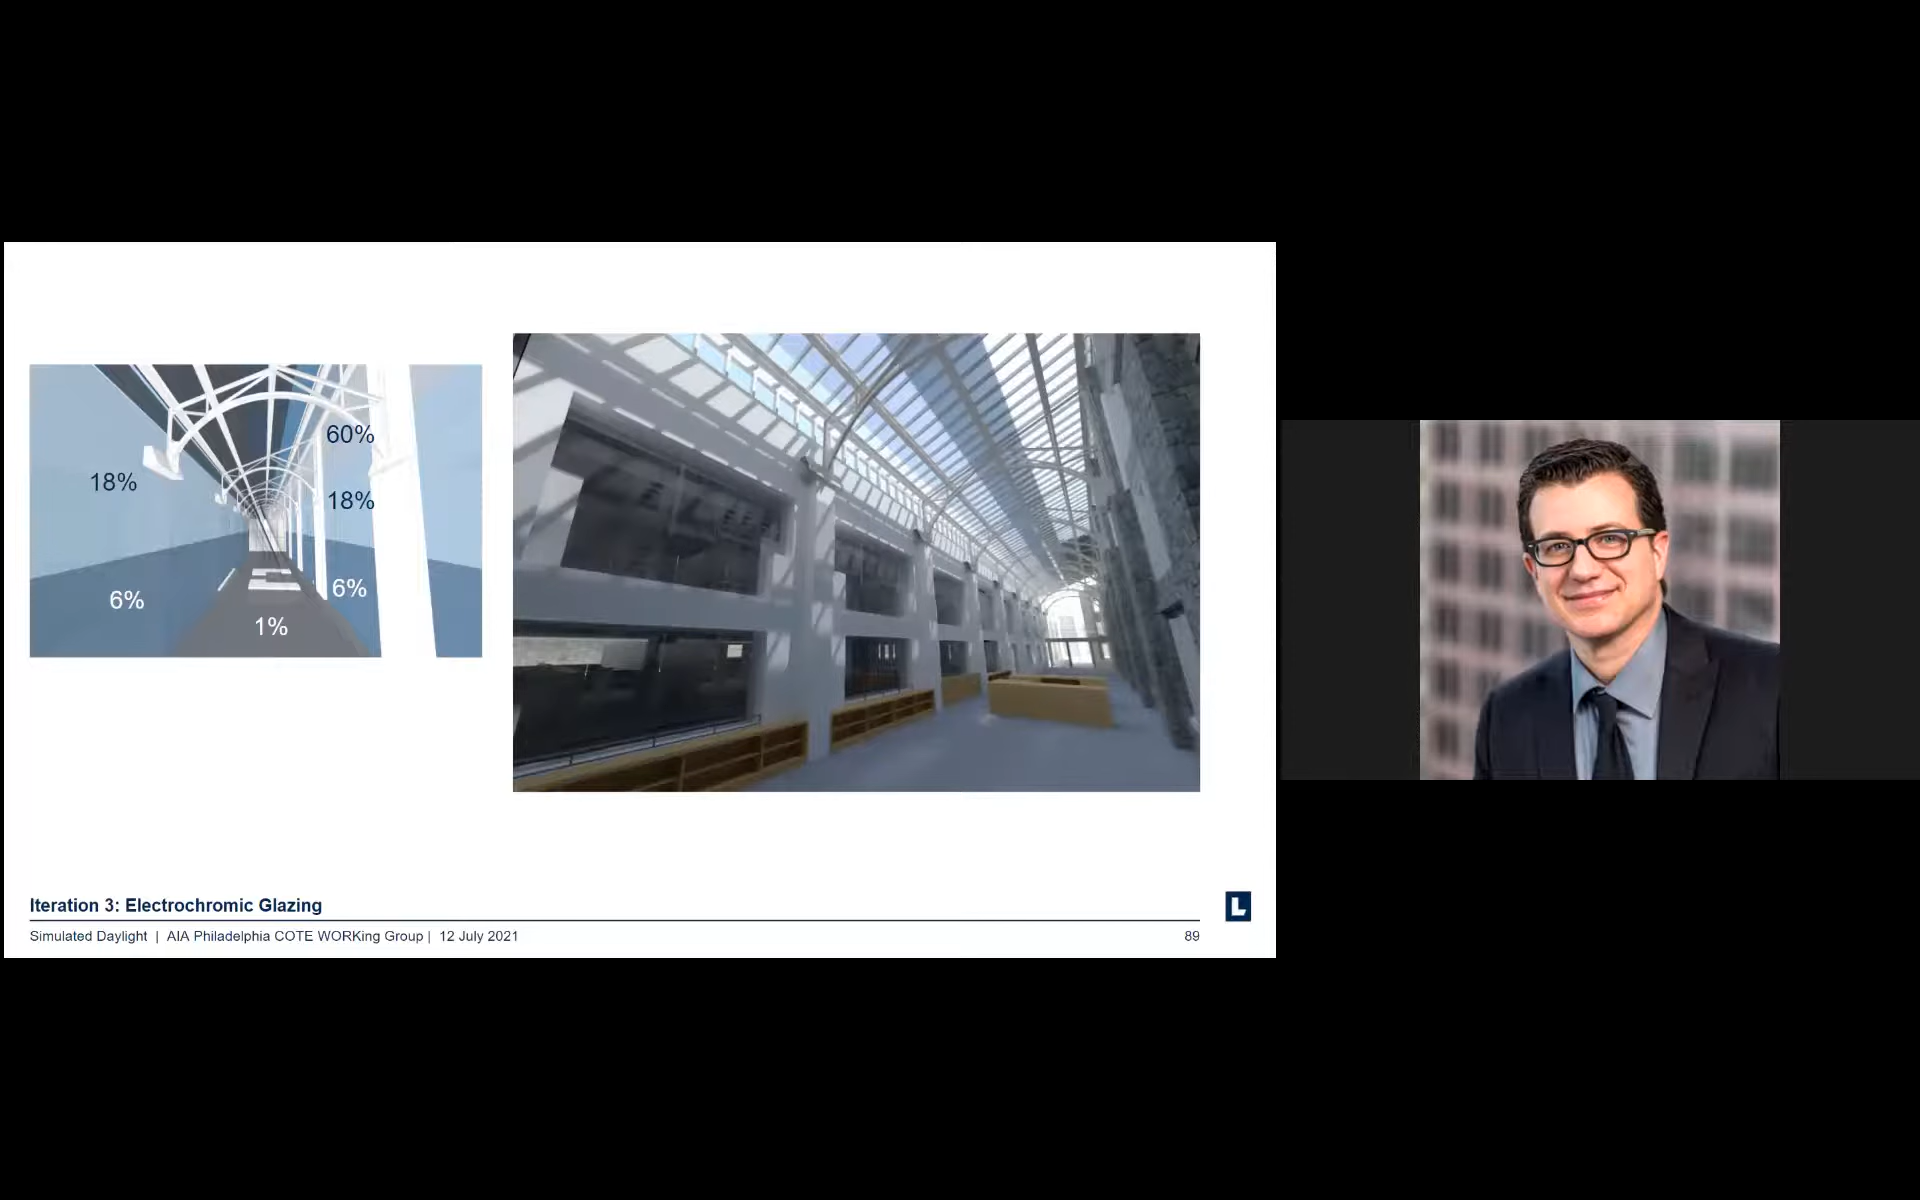 60%
18%
18%
6%
6%
1%
Iteration 3: Electrochromic Glazing
L
Simulated Daylight | AIA Philadelphia COTE WORKing Group | 12 July 2021
89